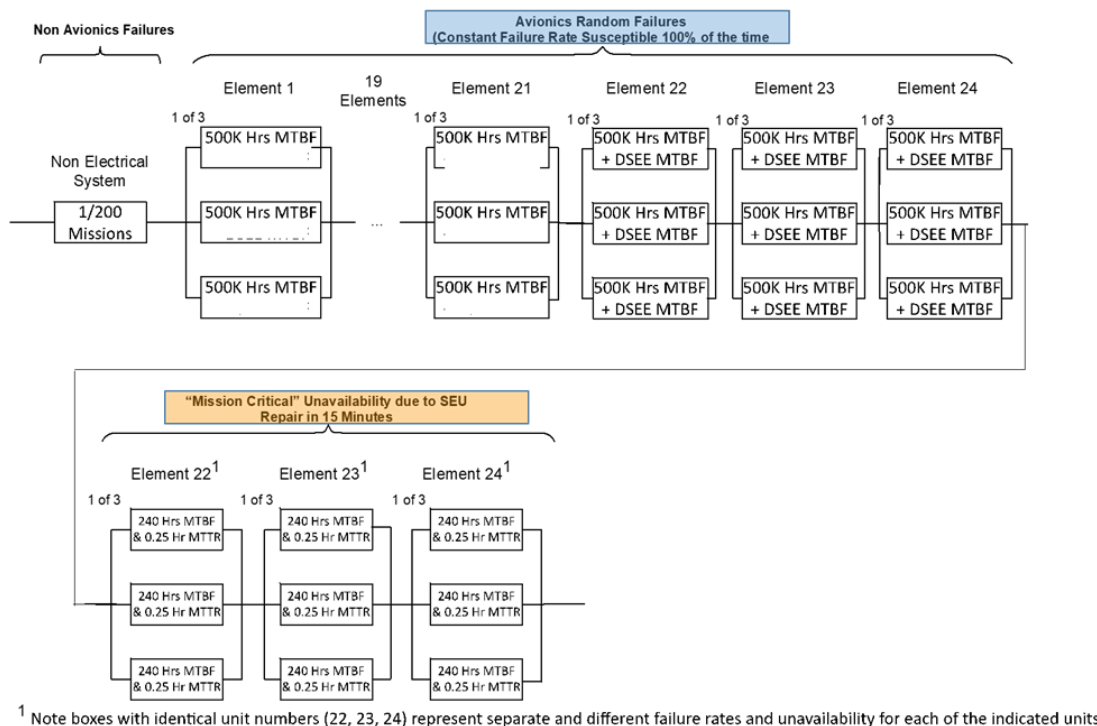 Non Avionics Failures
Avionics Random Failures
(Constant Failure Rate Susceptible 100% of the time
Element 1
19
Elements
Element 21
Element 22
Element 23
Element 24
1 of 3
1 of 3
1 of 3
1 of 3
1 of 3
500K Hrs MTBF
500K Hrs MTBF
500K Hrs MTBF
+ DSEE MTBF
500K Hrs MTBF
+ DSEE MTBF
500K Hrs MTBF
+ DSEE MTBF
Non Electrical
System
1/200
Missions
500K Hrs MTBF
...
500K Hrs MTBF
500K Hrs MTBF
+ DSEE MTBF
500K Hrs MTBF
+ DSEE MTBF
500K Hrs MTBF
+ DSEE MTBF
500K Hrs MTBF
500K Hrs MTBF
500K Hrs MTBF
+ DSEE MTBF
500K Hrs MTBF
+ DSEE MTBF
500K Hrs MTBF
+ DSEE MTBF
“Mission Critical” Unavailability due to SEU
Repair in 15 Minutes
Element 22¹
Element 23¹
Element 24¹
1 of 3
1 of 3
1 of 3
240 Hrs MTBF
& 0.25 Hr MTTR
240 Hrs MTBF
& 0.25 Hr MTTR
240 Hrs MTBF
& 0.25 Hr MTTR
240 Hrs MTBF
& 0.25 Hr MTTR
240 Hrs MTBF
& 0.25 Hr MTTR
240 Hrs MTBF
& 0.25 Hr MTTR
240 Hrs MTBF
& 0.25 Hr MTTR
240 Hrs MTBF
& 0.25 Hr MTTR
240 Hrs MTBF
& 0.25 Hr MTTR
¹ Note boxes with identical unit numbers (22, 23, 24) represent separate and different failure rates and unavailability for each of the indicated units